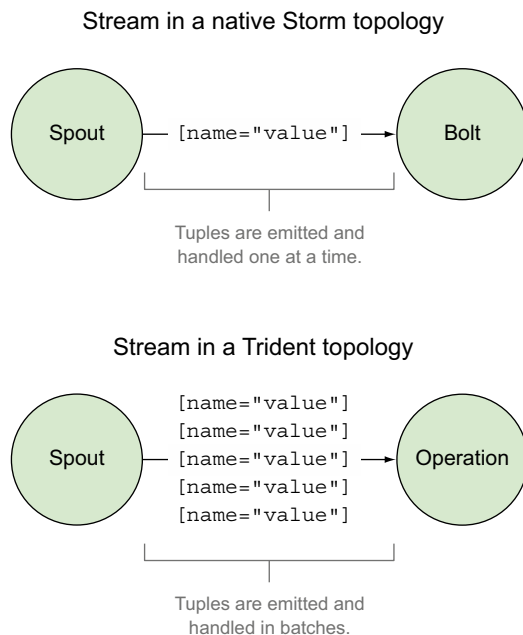 Stream in a native Storm topology
Spout
[name="value"]
Bolt
Tuples are emitted and
handled one at a time.
Stream in a Trident topology
[name="value"]
[name="value"]
Spout
[name="value"]
Operation
[name="value"]
[name="value"]
Tuples are emitted and
handled in batches.